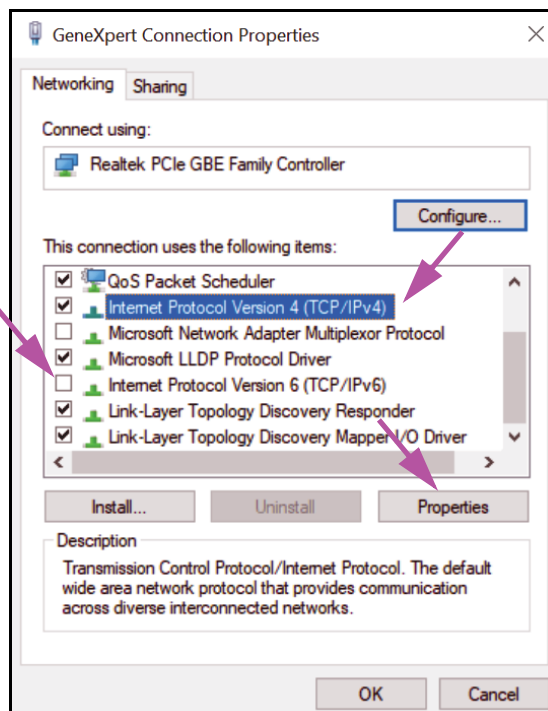 GeneXpert Connection Properties
Networking
Sharing
Connect using:
Realtek PCIe GBE Family Controller
Configure...
This connection uses the following items:
QoS Packet Scheduler
Internet Protocol Version 4 (TCP/IPv4)
Microsoft Network Adapter Multiplexor Protocol
Microsoft LLDP Protocol Driver
Internet Protocol Version 6 (TCP/IPv6)
Link-Layer Topology Discovery Responder
Link-Layer Topology Discovery Mapper I/O Driver
Install...
Uninstall
Properties
Description
Transmission Control Protocol/Internet Protocol. The default
wide area network protocol that provides communication
across diverse interconnected networks.
OK
Cancel